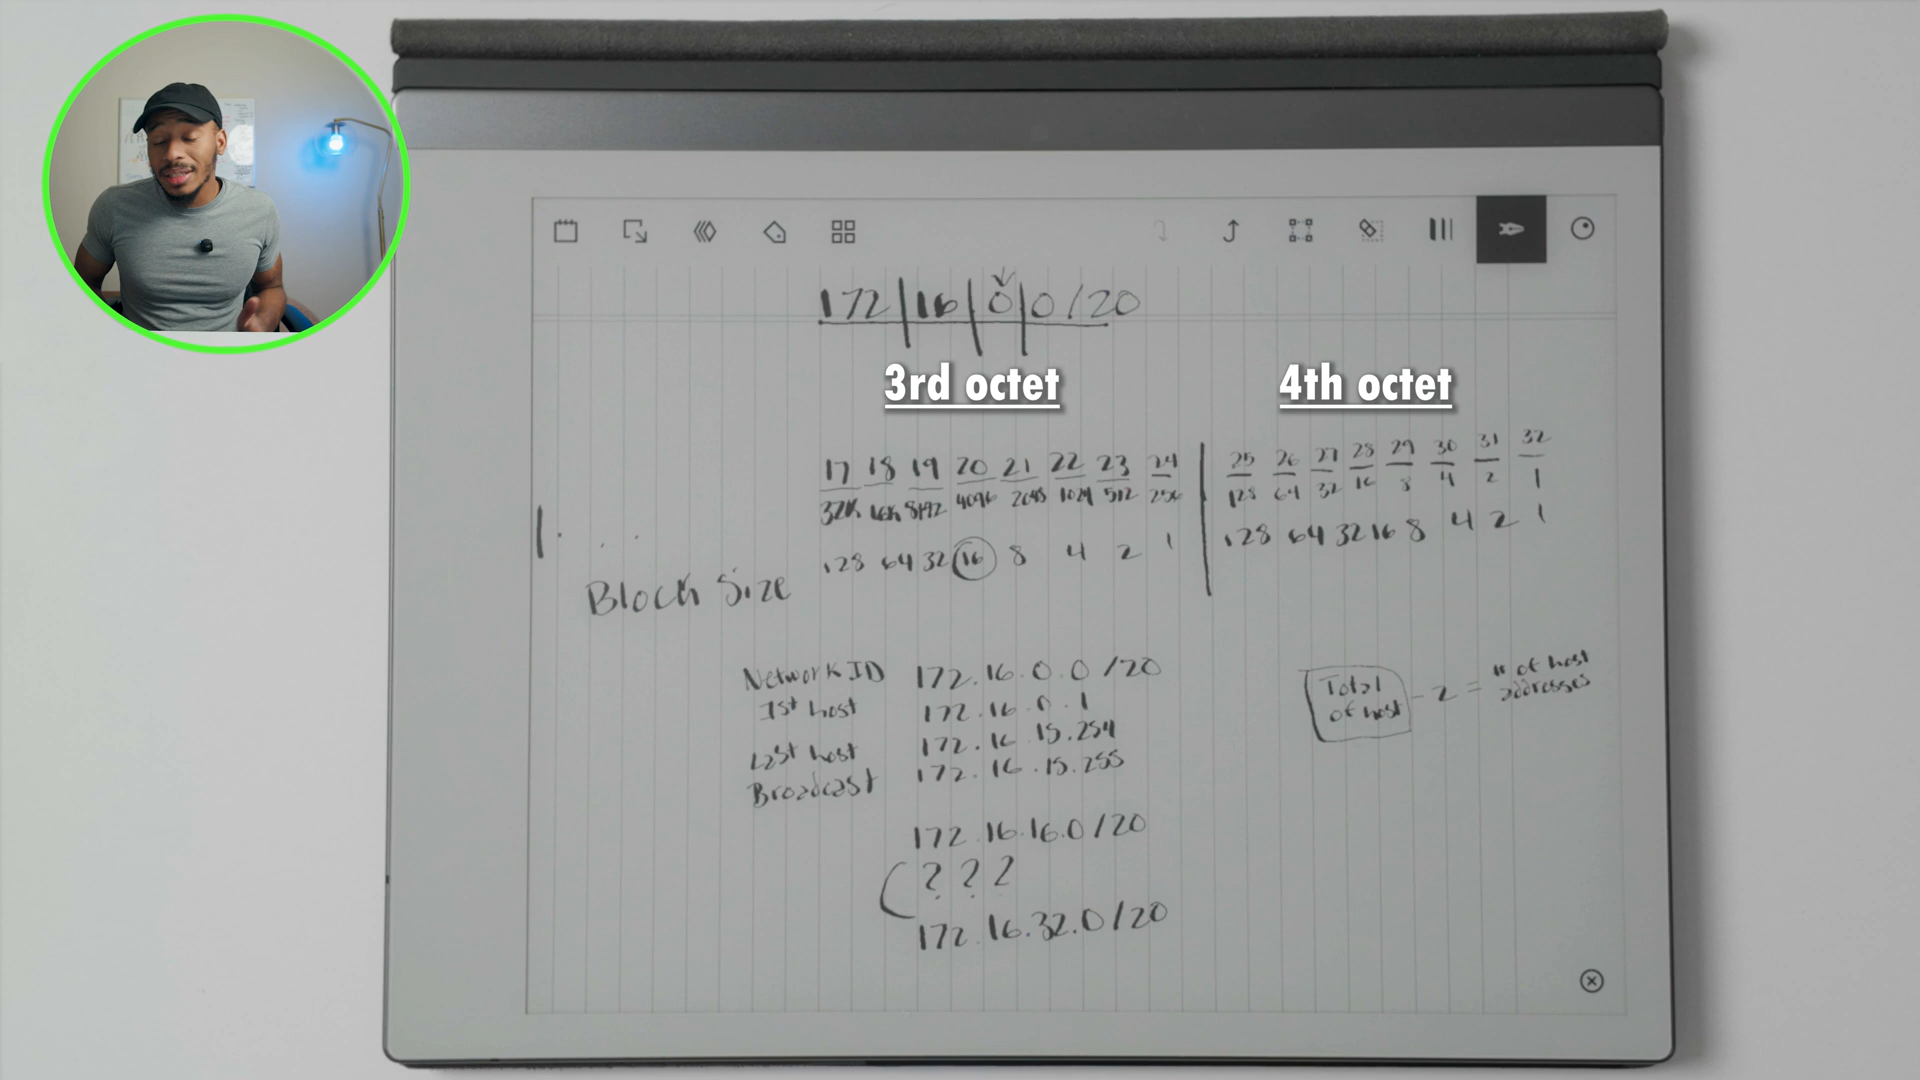 172|16|0|0/20
3rd octet 4th octet
17 18 19 20 21 22 23 24 | 25 26 27 28 29 30 31 32
32K 16K 8192 4096 2048 1024 512 256 | 128 64 32 16 8 4 2 1
128 64 32 16 8 4 2 1 | 128 64 32 16 8 4 2 1
Block Size
Network ID 172.16.0.0/20
1st host 172.16.0.1
Last host 172.16.15.254
Broadcast 172.16.15.255
Total of host - 2 = # of host addresses
172.16.16.0/20
( ? ? ?
172.16.32.0/20